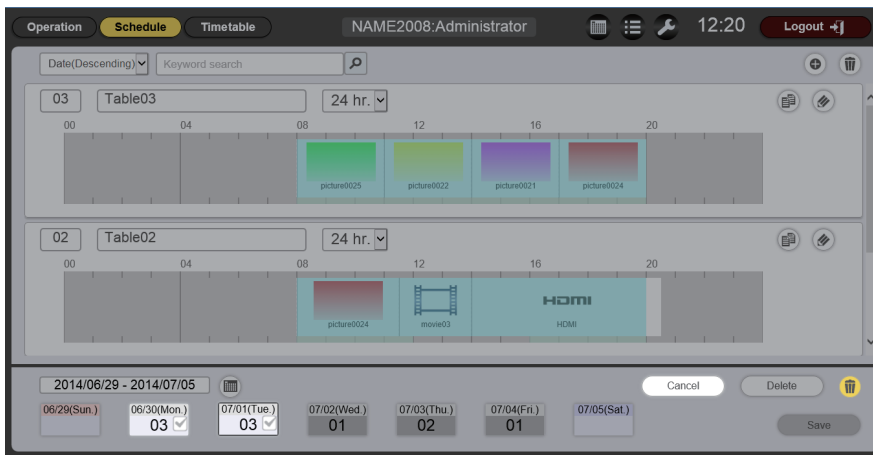 Operation Schedule Timetable NAME2008:Administrator 12:20 Logout
Date(Descending) Keyword search
03 Table03 24 hr.
00 04 08 12 16 20
picture0025 picture0022 picture0021 picture0024
02 Table02 24 hr.
00 04 08 12 16 20
HDMI
picture0024 movie03 HDMI
2014/06/29 - 2014/07/05 Cancel Delete
06/29(Sun.) 06/30(Mon.) 07/01(Tue.) 07/02(Wed.) 07/03(Thu.) 07/04(Fri.) 07/05(Sat.)
03 03 01 02 01 Save